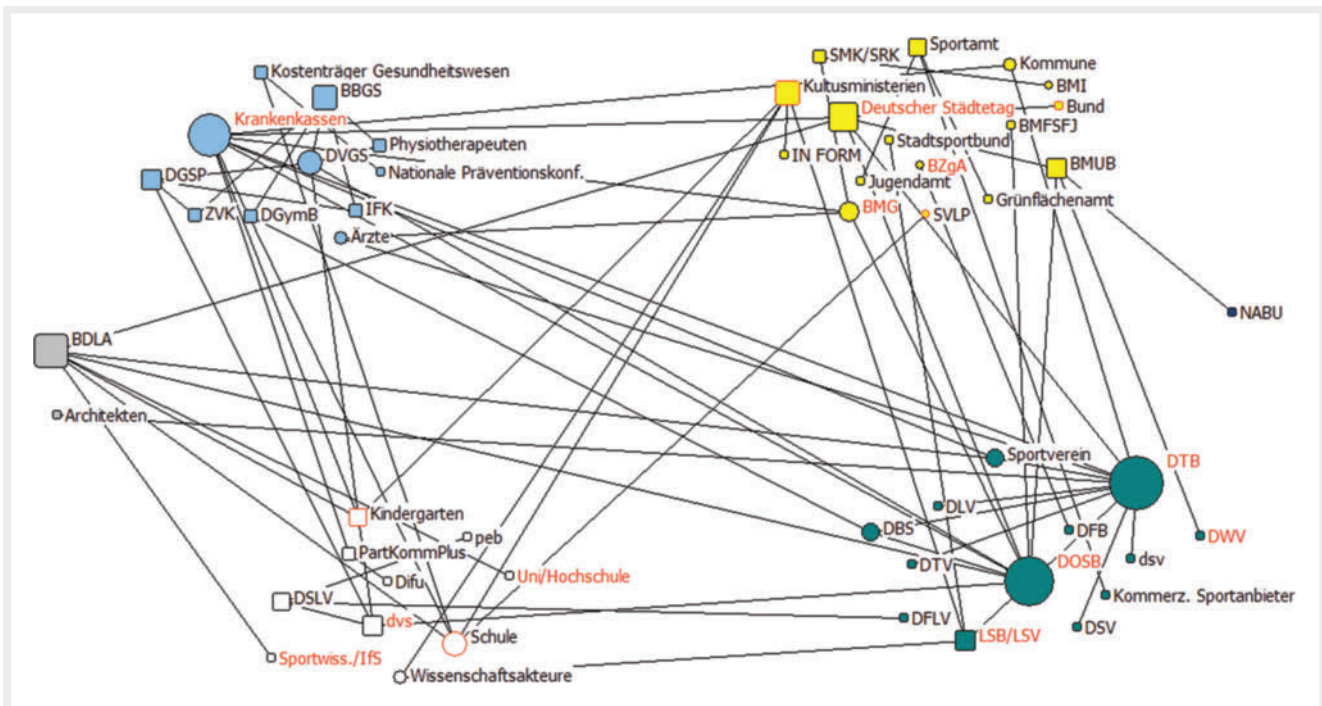 Kostenträger Gesundheitswesen
BBGS
Krankenkassen
Physiotherapeuten
DVGS
Nationale Präventionskonf.
DGSP
ZVK
DGymB
IFK
Ärzte
SMK/SRK
Sportamt
Kommune
Kutusministerien
BMI
Deutscher Städtetag
Bund
BMFSFJ
Stadtsportbund
IN FORM
BZgA
BMUB
Jugendamt
Grünflächenamt
BMG
SVLP
NABU
BDLA
Architekten
Sportverein
DTB
DLV
DBS
DFB
DWV
DTV
DOSB
dsv
Kommerz. Sportanbieter
DFLV
DSV
LSB/LSV
Kindergarten
peb
PartKommPlus
Difu
Uni/Hochschule
DSLV
dvs
Schule
Sportwiss./IfS
Wissenschaftsakteure